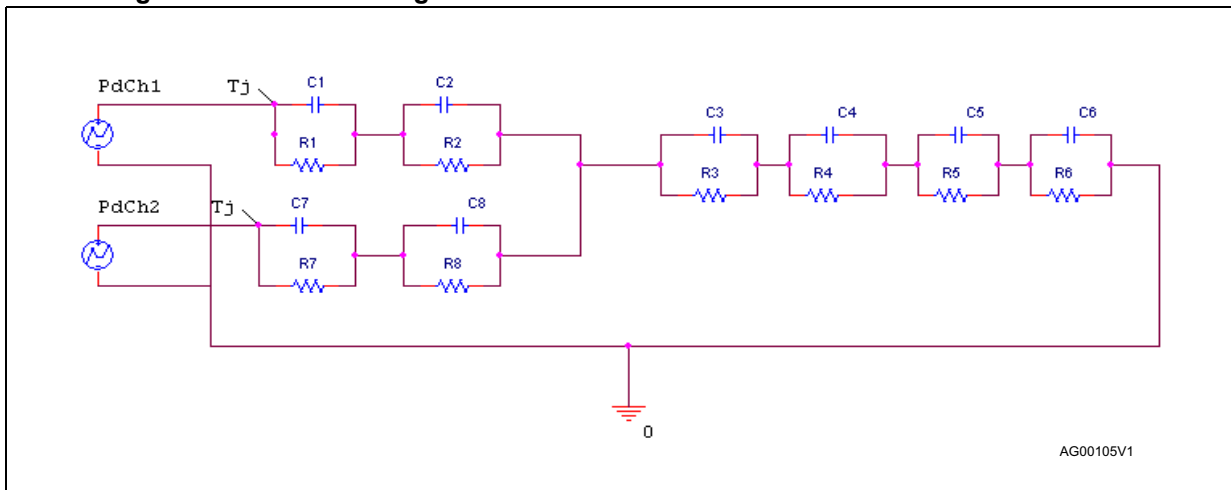 PdCh1
Tj
C1
C2
R1
R2
C3
C4
C5
C6
R3
R4
R5
R6
PdCh2
Tj
C7
C8
R7
R8
0
AG00105V1